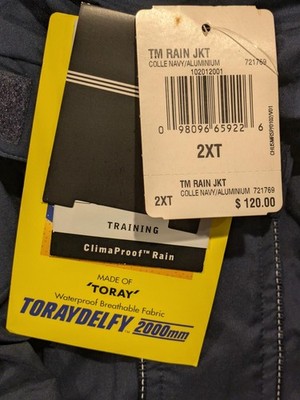 TM RAIN JKT
COLLE NAVY/ALUMINIUM 721769
102012001
0 98096 65922 6
2XT
TM RAIN JKT
COLLE NAVY/ALUMINIUM 721769
2XT $ 120.00
TRAINING
ClimaProof™ Rain
MADE OF
'TORAY'
Waterproof Breathable Fabric
TORAYDELFY™ 2000mm